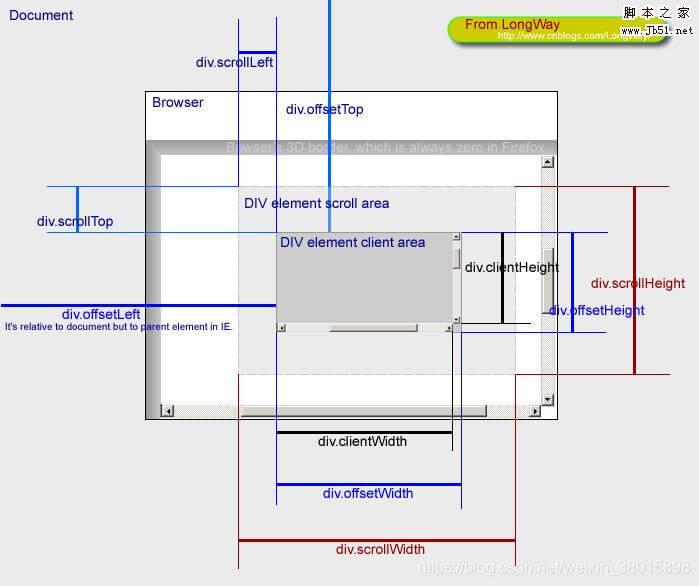 Document
脚本之家
www.Jb51.net
From LongWay
http://www.cnblogs.com/LongWay
div.scrollLeft
Browser
div.offsetTop
Bowser's 3D border. which is always zero in Firefox
DIV element scroll area
div.scrollTop
DIV element client area
div.clientHeight
div.scrollHeight
div.offsetHeight
div.offsetLeft
It's relative to document but to parent element in IE.
div.clientWidth
div.offsetWidth
div.scrollWidth
https://blog.csdn.net/weixin_38015898